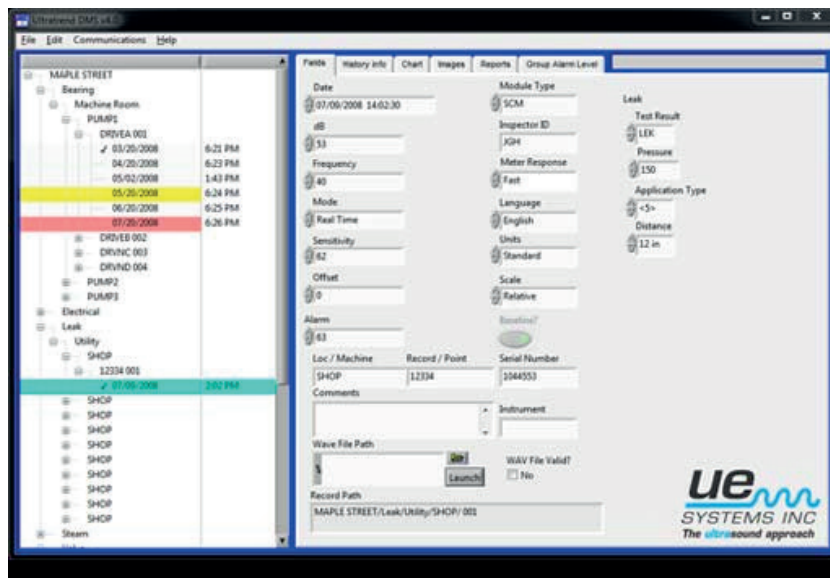 Ultratrend DMS v4.0
File Edit Communications Help
MAPLE STREET
Bearing
Machine Room
PUMP1
DRIVEA 001
✓ 03/20/2008 6:21 PM
04/20/2008 6:23 PM
05/02/2008 1:43 PM
05/20/2008 6:24 PM
06/20/2008 6:25 PM
07/20/2008 6:26 PM
DRIVEB 002
DRVNC 003
DRVND 004
PUMP2
PUMP3
Electrical
Leak
Utility
SHOP
12334 001
✓ 07/09/2008 2:02 PM
SHOP
SHOP
SHOP
SHOP
SHOP
SHOP
SHOP
SHOP
SHOP
Steam
Fields History Info Chart Images Reports Group Alarm Level
Date
07/09/2008 14:02:30
dB
53
Frequency
40
Mode
Real Time
Sensitivity
62
Offset
0
Alarm
63
Module Type
SCM
Inspector ID
JGH
Meter Response
Fast
Language
English
Units
Standard
Scale
Relative
Baseline?
Leak
Test Result
LEK
Pressure
150
Application Type
<5>
Distance
12 in
Loc / Machine Record / Point Serial Number
SHOP 12334 1044553
Comments
Instrument
Wave File Path
WAV File Valid?
Launch No
Record Path
MAPLE STREET/Leak/Utility/SHOP/ 001
ue
SYSTEMS INC
The ultrasound approach